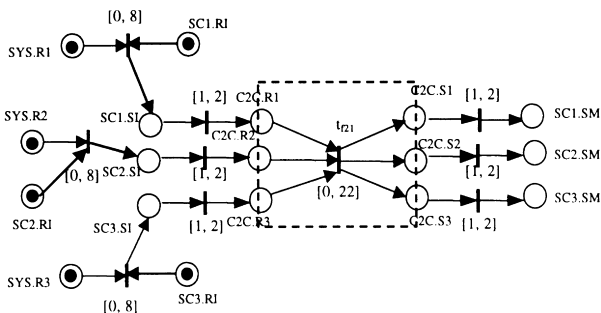 [0, 8]
SYS.R1
SC1.RI
[1, 2]
C2C.R1
C2C.S1
[1, 2]
SC1.SI
t_f21
SC1.SM
SYS.R2
C2C.R2
C2C.S2
SC2.SM
[0, 8]
SC2.SI
[1, 2]
[1, 2]
[0, 22]
SC2.RI
SC3.SI
[1, 2]
C2C.R3
C2C.S3
[1, 2]
SC3.SM
SYS.R3
[0, 8]
SC3.RI